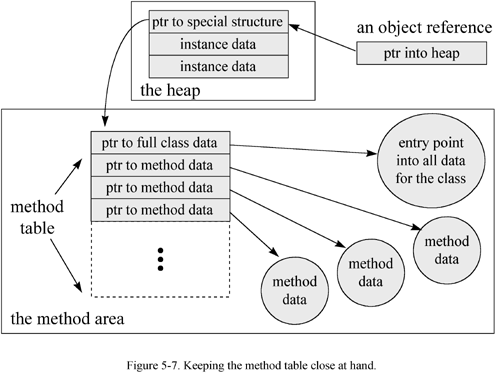 ptr to special structure
instance data
instance data
the heap
an object reference
ptr into heap
ptr to full class data
ptr to method data
ptr to method data
ptr to method data
method
table
entry point
into all data
for the class
method
data
method
data
method
data
the method area
Figure 5-7. Keeping the method table close at hand.